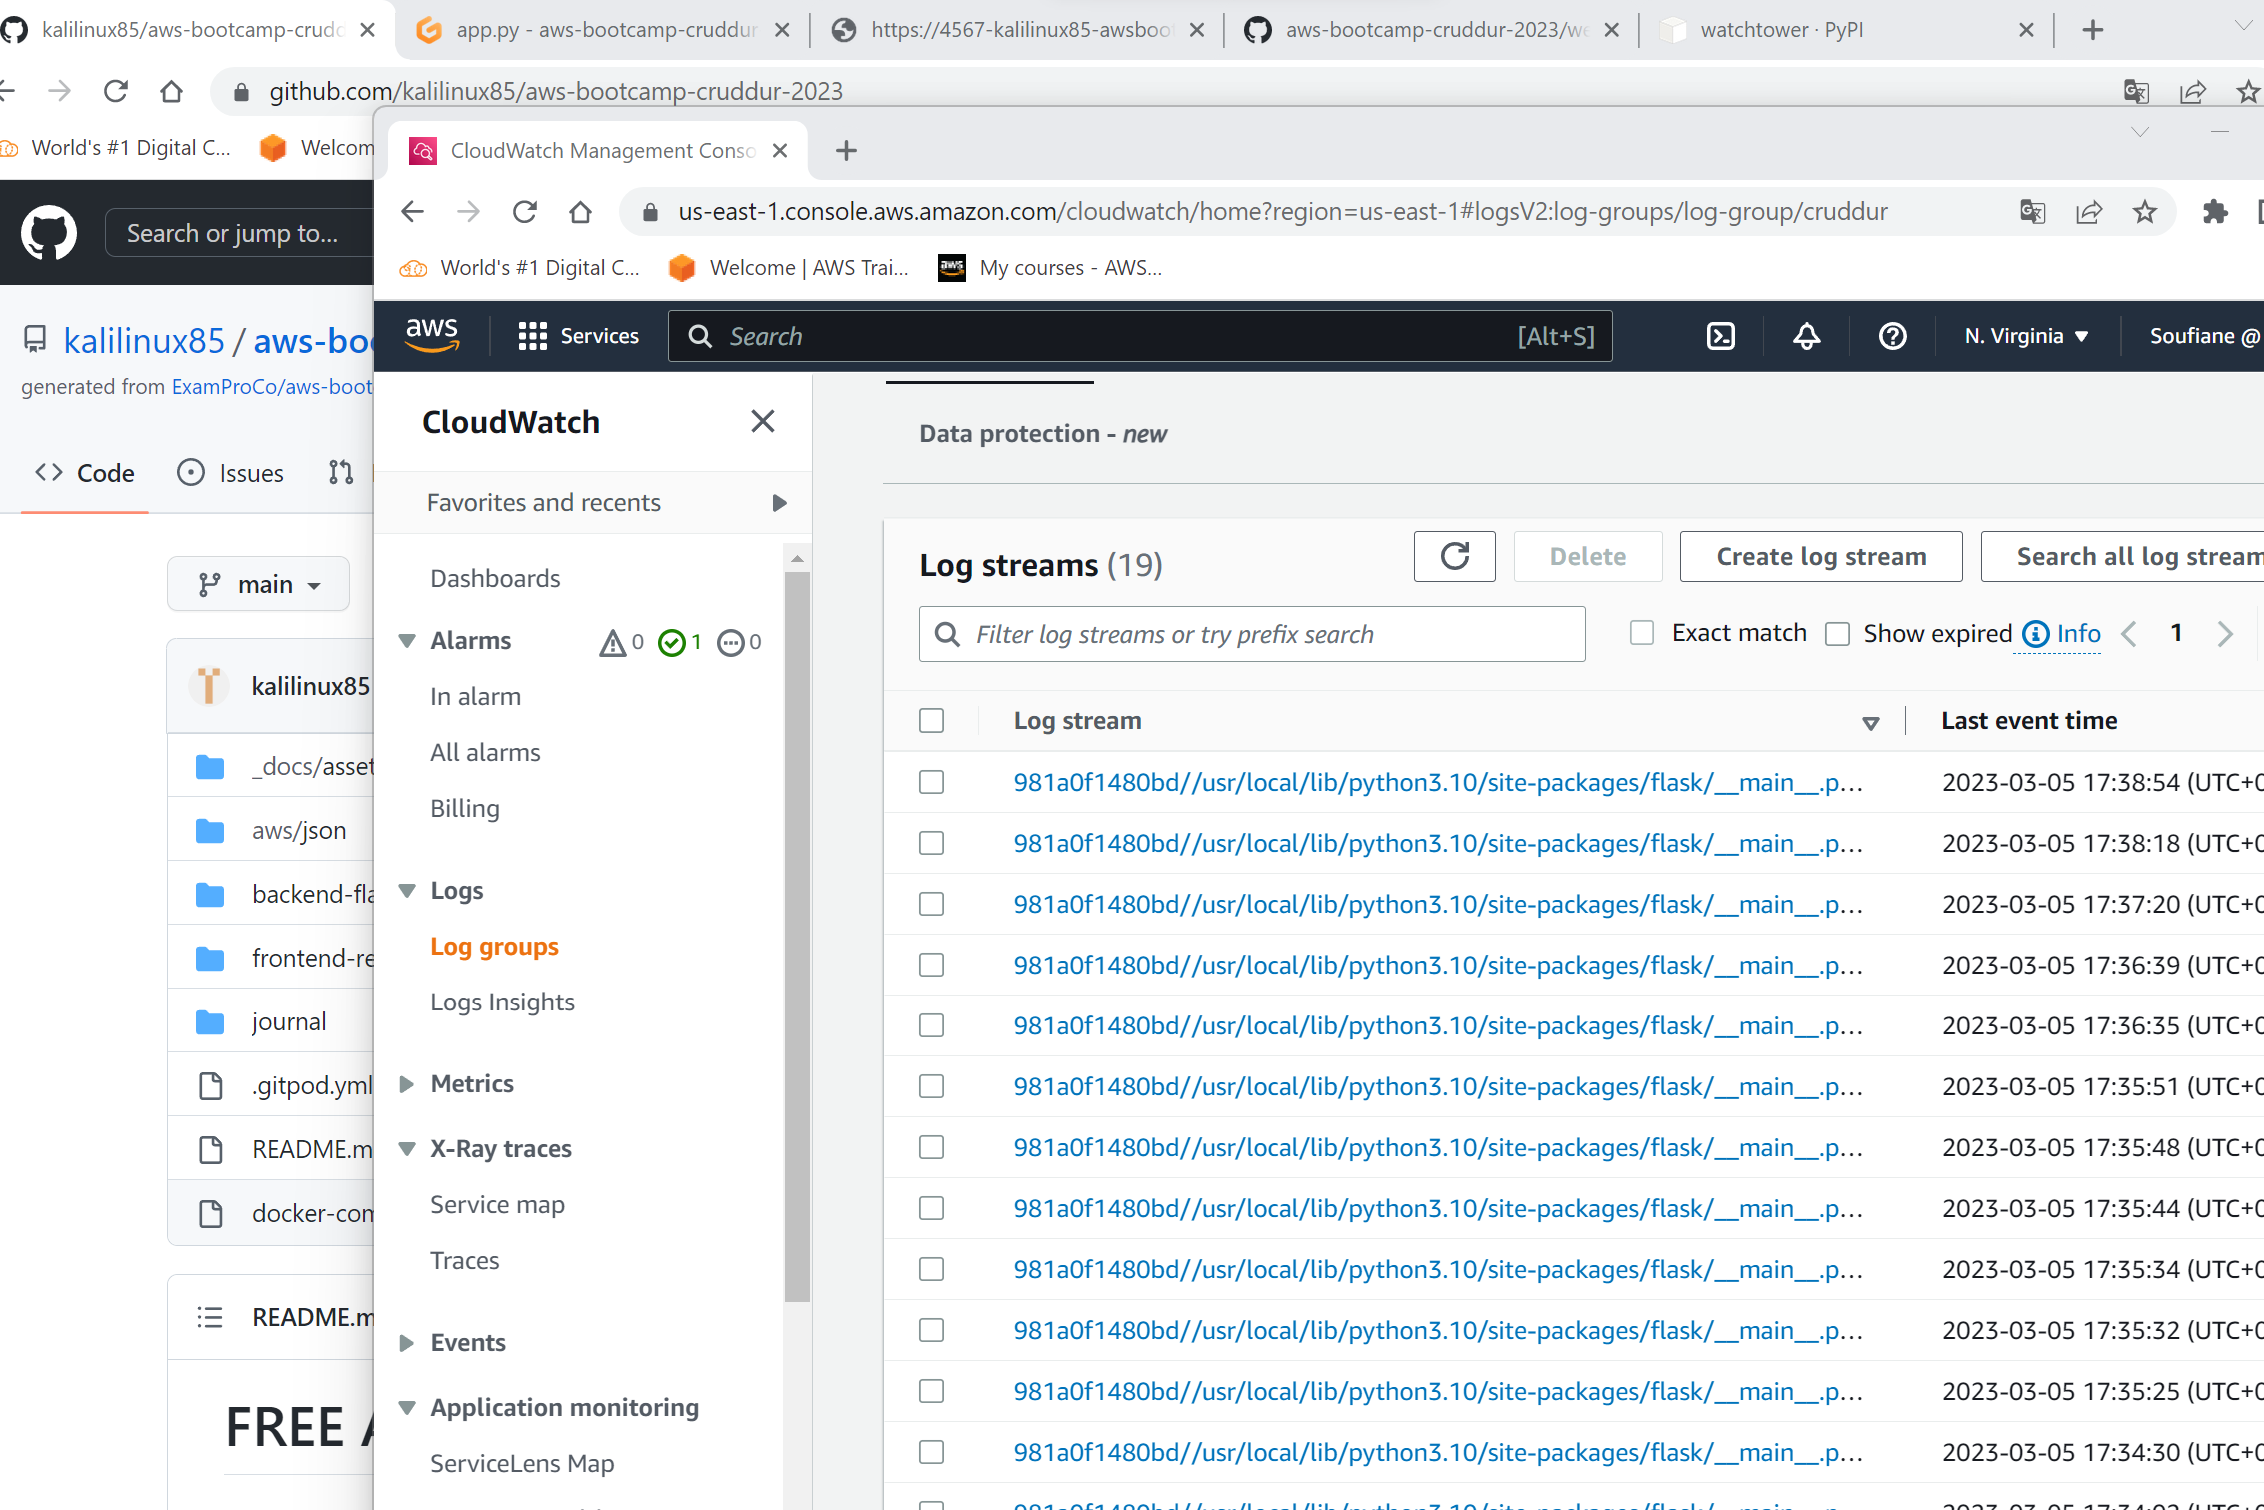 kalilinux85/aws-bootcamp-crudd
app.py - aws-bootcamp-cruddur
https://4567-kalilinux85-awsboot
aws-bootcamp-cruddur-2023/we
watchtower · PyPI
github.com/kalilinux85/aws-bootcamp-cruddur-2023
World's #1 Digital C...
Welcom
CloudWatch Management Conso
us-east-1.console.aws.amazon.com/cloudwatch/home?region=us-east-1#logsV2:log-groups/log-group/cruddur
World's #1 Digital C...
Welcome | AWS Trai...
My courses - AWS...
Search or jump to...
kalilinux85 / aws-boo
generated from ExamProCo/aws-boot
Code
Issues
main
kalilinux85
_docs/asset
aws/json
backend-fla
frontend-re
journal
.gitpod.yml
README.m
docker-com
README.m
FREE A
aws
Services
Search
[Alt+S]
N. Virginia
Soufiane @
CloudWatch
Favorites and recents
Dashboards
Alarms
0
1
0
In alarm
All alarms
Billing
Logs
Log groups
Logs Insights
Metrics
X-Ray traces
Service map
Traces
Events
Application monitoring
ServiceLens Map
Data protection - new
Log streams (19)
Delete
Create log stream
Search all log stream
Filter log streams or try prefix search
Exact match
Show expired
Info
1
Log stream
Last event time
981a0f1480bd//usr/local/lib/python3.10/site-packages/flask/__main__.p... 2023-03-05 17:38:54 (UTC+0
981a0f1480bd//usr/local/lib/python3.10/site-packages/flask/__main__.p... 2023-03-05 17:38:18 (UTC+0
981a0f1480bd//usr/local/lib/python3.10/site-packages/flask/__main__.p... 2023-03-05 17:37:20 (UTC+0
981a0f1480bd//usr/local/lib/python3.10/site-packages/flask/__main__.p... 2023-03-05 17:36:39 (UTC+0
981a0f1480bd//usr/local/lib/python3.10/site-packages/flask/__main__.p... 2023-03-05 17:36:35 (UTC+0
981a0f1480bd//usr/local/lib/python3.10/site-packages/flask/__main__.p... 2023-03-05 17:35:51 (UTC+0
981a0f1480bd//usr/local/lib/python3.10/site-packages/flask/__main__.p... 2023-03-05 17:35:48 (UTC+0
981a0f1480bd//usr/local/lib/python3.10/site-packages/flask/__main__.p... 2023-03-05 17:35:44 (UTC+0
981a0f1480bd//usr/local/lib/python3.10/site-packages/flask/__main__.p... 2023-03-05 17:35:34 (UTC+0
981a0f1480bd//usr/local/lib/python3.10/site-packages/flask/__main__.p... 2023-03-05 17:35:32 (UTC+0
981a0f1480bd//usr/local/lib/python3.10/site-packages/flask/__main__.p... 2023-03-05 17:35:25 (UTC+0
981a0f1480bd//usr/local/lib/python3.10/site-packages/flask/__main__.p... 2023-03-05 17:34:30 (UTC+0